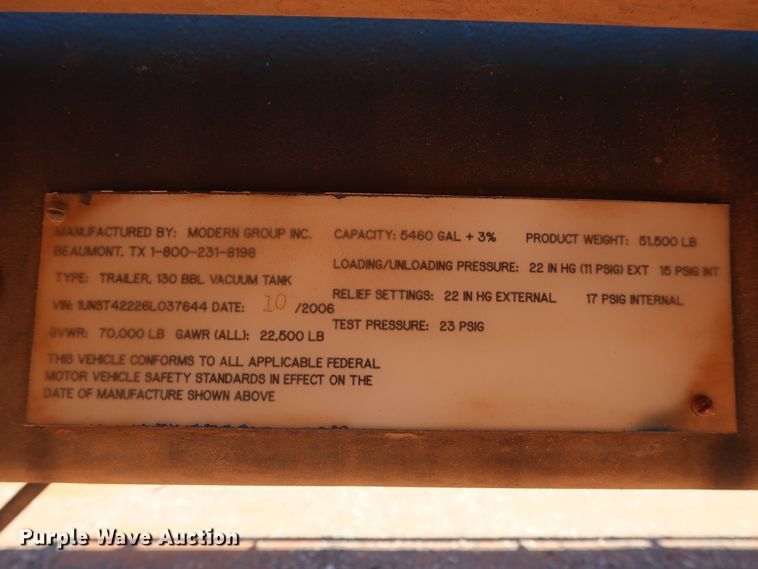 MANUFACTURED BY: MODERN GROUP INC. CAPACITY: 5460 GAL + 3% PRODUCT WEIGHT: 51,500 LB
BEAUMONT, TX 1-800-231-8198
LOADING/UNLOADING PRESSURE: 22 IN HG (11 PSIG) EXT 15 PSIG INT
TYPE: TRAILER, 130 BBL VACUUM TANK
RELIEF SETTINGS: 22 IN HG EXTERNAL 17 PSIG INTERNAL
VIN: 1UNST42226L037644 DATE: 10 /2006
TEST PRESSURE: 23 PSIG
GVWR: 70,000 LB GAWR (ALL): 22,500 LB
THIS VEHICLE CONFORMS TO ALL APPLICABLE FEDERAL
MOTOR VEHICLE SAFETY STANDARDS IN EFFECT ON THE
DATE OF MANUFACTURE SHOWN ABOVE
Purple Wave Auction